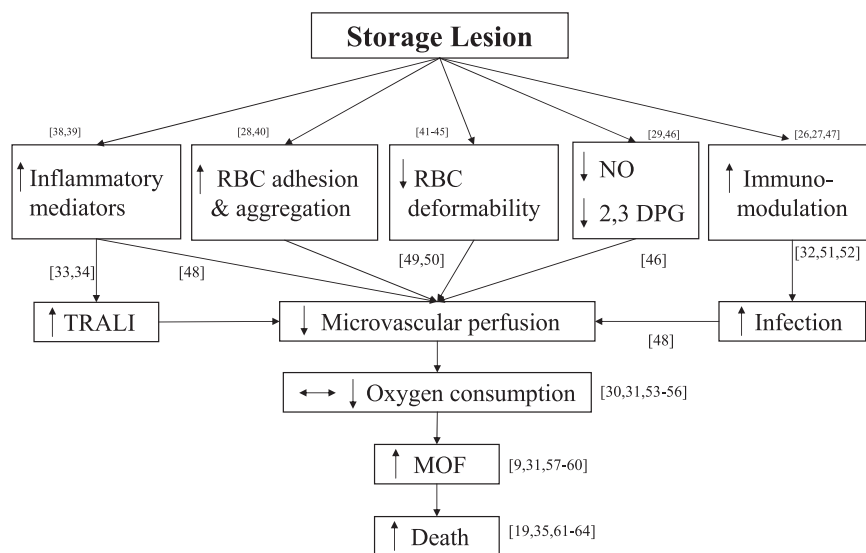 Storage Lesion
[38,39]
[28,40]
[41-45]
[29,46]
[26,27,47]
↑ Inflammatory
mediators
↑ RBC adhesion
& aggregation
↓ RBC
deformability
↓ NO
↓ 2,3 DPG
↑ Immuno-
modulation
[33,34]
[48]
[49,50]
[46]
[32,51,52]
↑ TRALI
↓ Microvascular perfusion
[48]
↑ Infection
↔ ↓ Oxygen consumption
[30,31,53-56]
↑ MOF
[9,31,57-60]
↑ Death
[19,35,61-64]